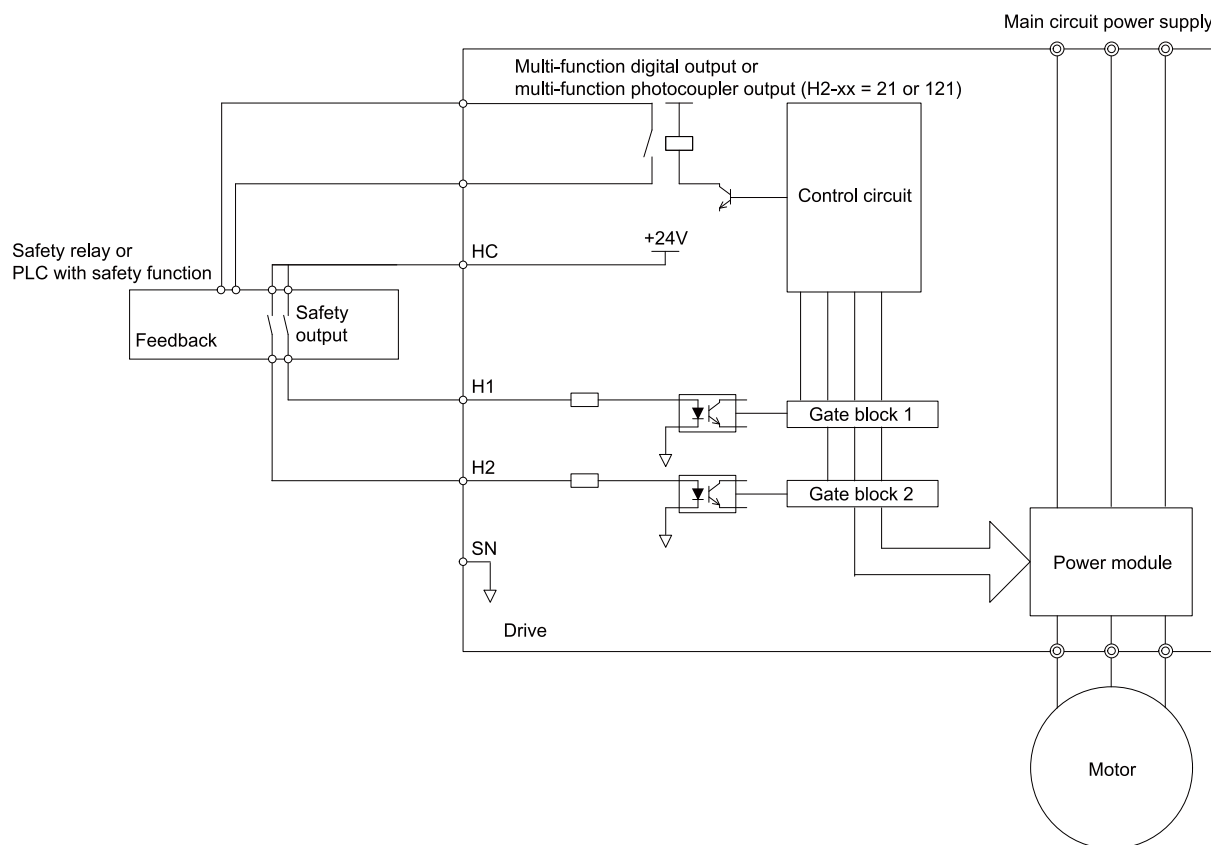 Main circuit power supply
Multi-function digital output or
multi-function photocoupler output (H2-xx = 21 or 121)
Control circuit
+24V
HC
Safety relay or
PLC with safety function
Safety
output
Feedback
H1
Gate block 1
H2
Gate block 2
SN
Power module
Drive
Motor